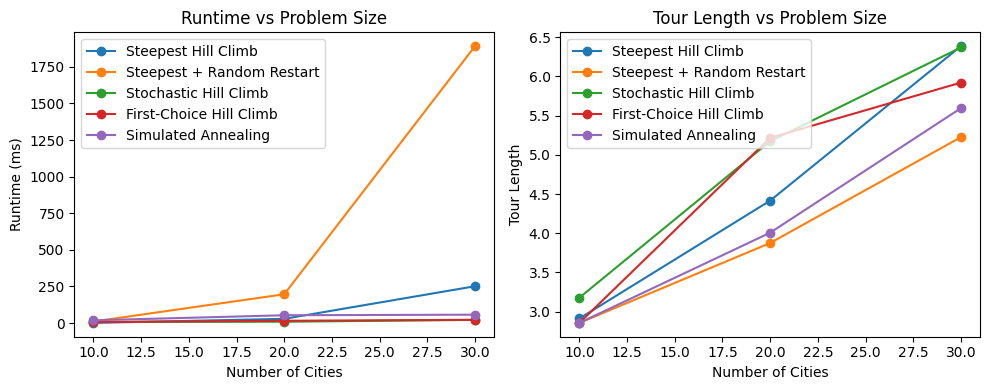 Runtime vs Problem Size
Steepest Hill Climb
Steepest + Random Restart
Stochastic Hill Climb
First-Choice Hill Climb
Simulated Annealing
Runtime (ms)
1750
1500
1250
1000
750
500
250
0
10.0 12.5 15.0 17.5 20.0 22.5 25.0 27.5 30.0
Number of Cities
Tour Length vs Problem Size
Steepest Hill Climb
Steepest + Random Restart
Stochastic Hill Climb
First-Choice Hill Climb
Simulated Annealing
Tour Length
6.5
6.0
5.5
5.0
4.5
4.0
3.5
3.0
10.0 12.5 15.0 17.5 20.0 22.5 25.0 27.5 30.0
Number of Cities